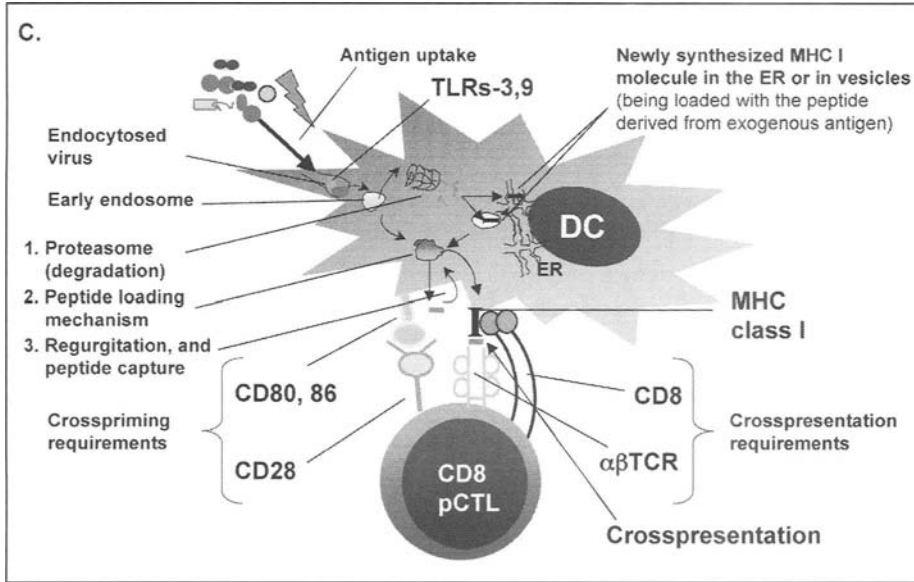 C.
Antigen uptake
TLRs-3,9
Newly synthesized MHC I
molecule in the ER or in vesicles
(being loaded with the peptide
derived from exogenous antigen)
Endocytosed
virus
Early endosome
1. Proteasome
(degradation)
2. Peptide loading
mechanism
3. Regurgitation, and
peptide capture
DC
ER
MHC
class I
Crosspriming
requirements
CD80, 86
CD28
CD8
αβTCR
Crosspresentation
requirements
CD8
pCTL
Crosspresentation